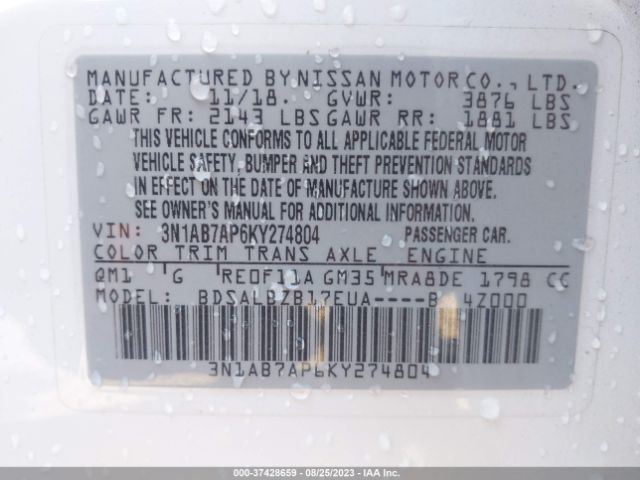 MANUFACTURED BY NISSAN MOTOR CO., LTD.
DATE: 11/18. GVWR: 3876 LBS
GAWR FR: 2143 LBS GAWR RR: 1881 LBS
THIS VEHICLE CONFORMS TO ALL APPLICABLE FEDERAL MOTOR
VEHICLE SAFETY, BUMPER AND THEFT PREVENTION STANDARDS
IN EFFECT ON THE DATE OF MANUFACTURE SHOWN ABOVE.
SEE OWNER'S MANUAL FOR ADDITIONAL INFORMATION.
VIN: 3N1AB7AP6KY274804 PASSENGER CAR.
COLOR TRIM TRANS AXLE ENGINE
QM1 G RE0F11A GM35 MRA8DE 1798 CC
MODEL: BDSALBZB17EUA----B 4Z000
3N1AB7AP6KY274804
000-37428659 - 08/25/2023 - COPYRIGHT IAA, LLC